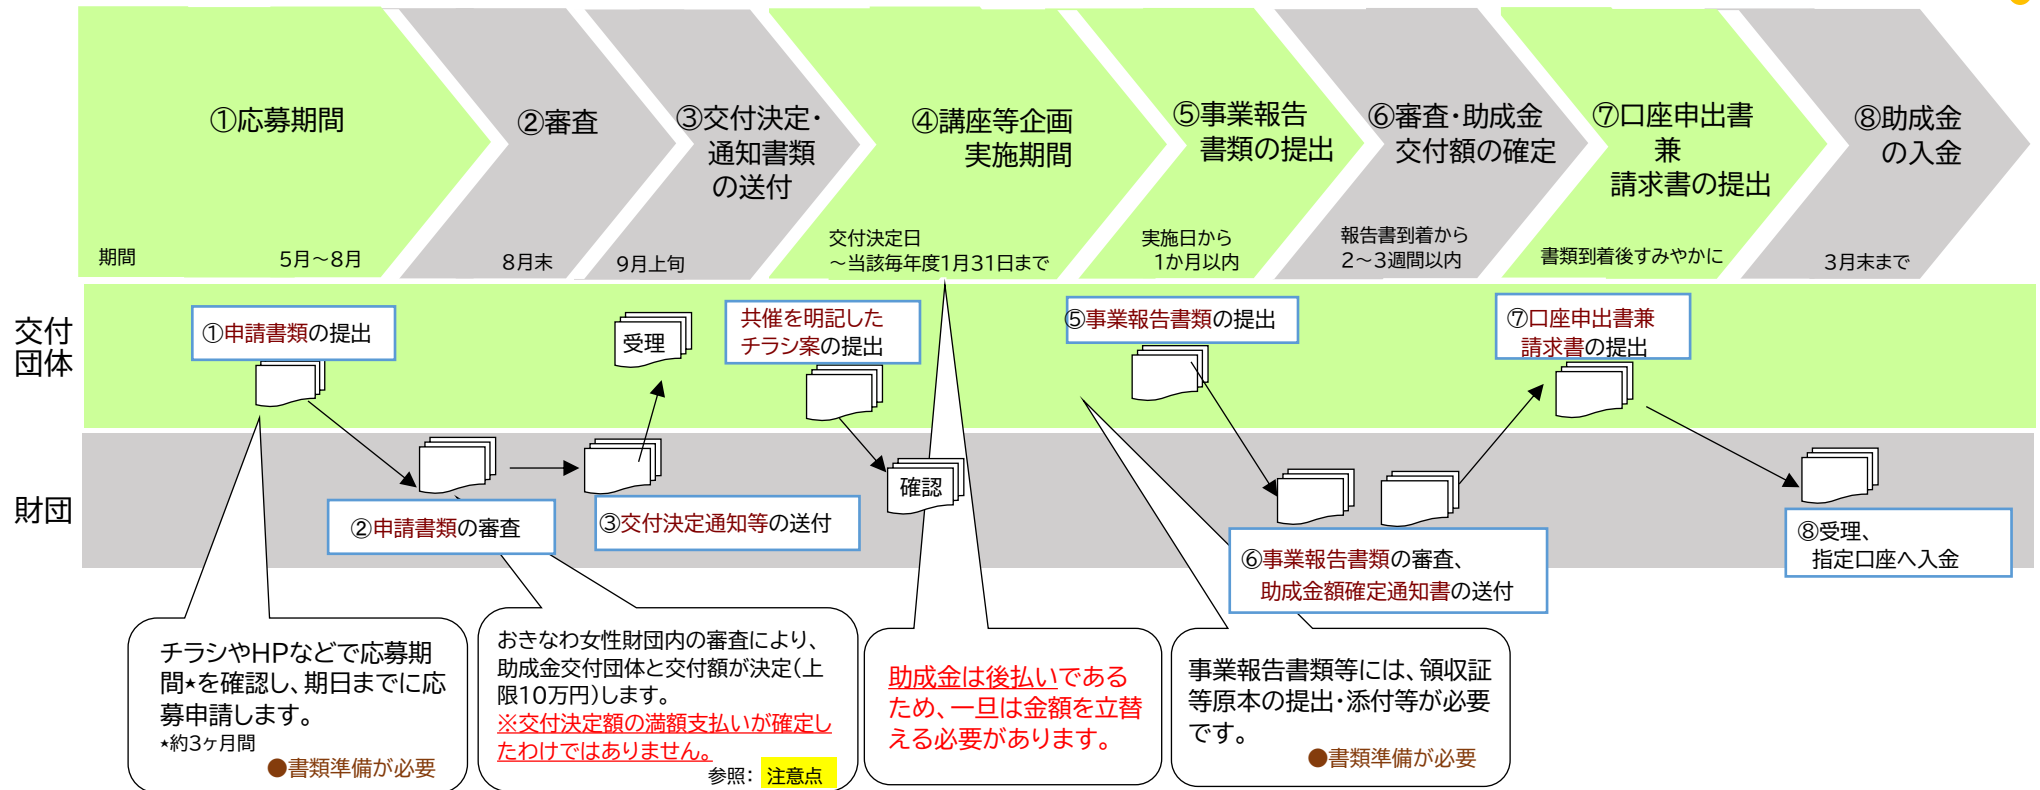 ①応募期間
②審査
③交付決定・
通知書類
の送付
④講座等企画
実施期間
⑤事業報告
書類の提出
⑥審査・助成金
交付額の確定
⑦口座申出書
兼
請求書の提出
⑧助成金
の入金
期間
5月～8月
8月末
9月上旬
交付決定日
～当該毎年度1月31日まで
実施日から
1か月以内
報告書到着から
2～3週間以内
書類到着後すみやかに
3月末まで
交付
団体
①申請書類の提出
受理
共催を明記した
チラシ案の提出
⑤事業報告書類の提出
⑦口座申出書兼
請求書の提出
財団
②申請書類の審査
③交付決定通知等の送付
確認
⑥事業報告書類の審査、
助成金額確定通知書の送付
⑧受理、
指定口座へ入金
チラシやHPなどで応募期
間★を確認し、期日までに応
募申請します。
★約3ヶ月間
●書類準備が必要
おきなわ女性財団内の審査により、
助成金交付団体と交付額が決定（上
限10万円）します。
※交付決定額の満額支払いが確定し
たわけではありません。
参照： 注意点
助成金は後払いである
ため、一旦は金額を立替
える必要があります。
事業報告書類等には、領収証
等原本の提出・添付等が必要
です。
●書類準備が必要